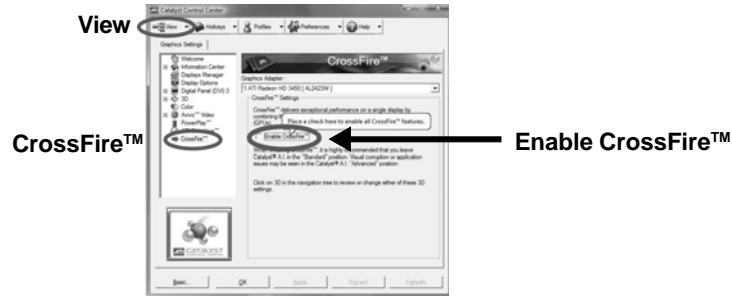 Catalyst Control Center
View
View Hotkeys Profiles Preferences Help
Graphics Settings
Welcome
Information Center
Displays Manager
Display Options
Digital Panel (DVI) 3
3D
Color
Avivo™ Video
PowerPlay™
CrossFire™
CrossFire™
CrossFire™
Graphics Adapter :
1.ATI Radeon HD 3450 [ AL2423W ]
CrossFire™ Settings
CrossFire™ delivers exceptional performance on a single display by
combining
(GPUs).
Place a check here to enable all CrossFire™ features.
Enable CrossFire™
Enable CrossFire™
, it is highly recommended that you leave
Catalyst® A.I. in the "Standard" position. Visual corruption or application
issues may be seen in the Catalyst® A.I. "Advanced" position.
Click on 3D in the navigation tree to review or change either of these 3D
settings.
CATALYST
Basic... OK Apply Discard Defaults